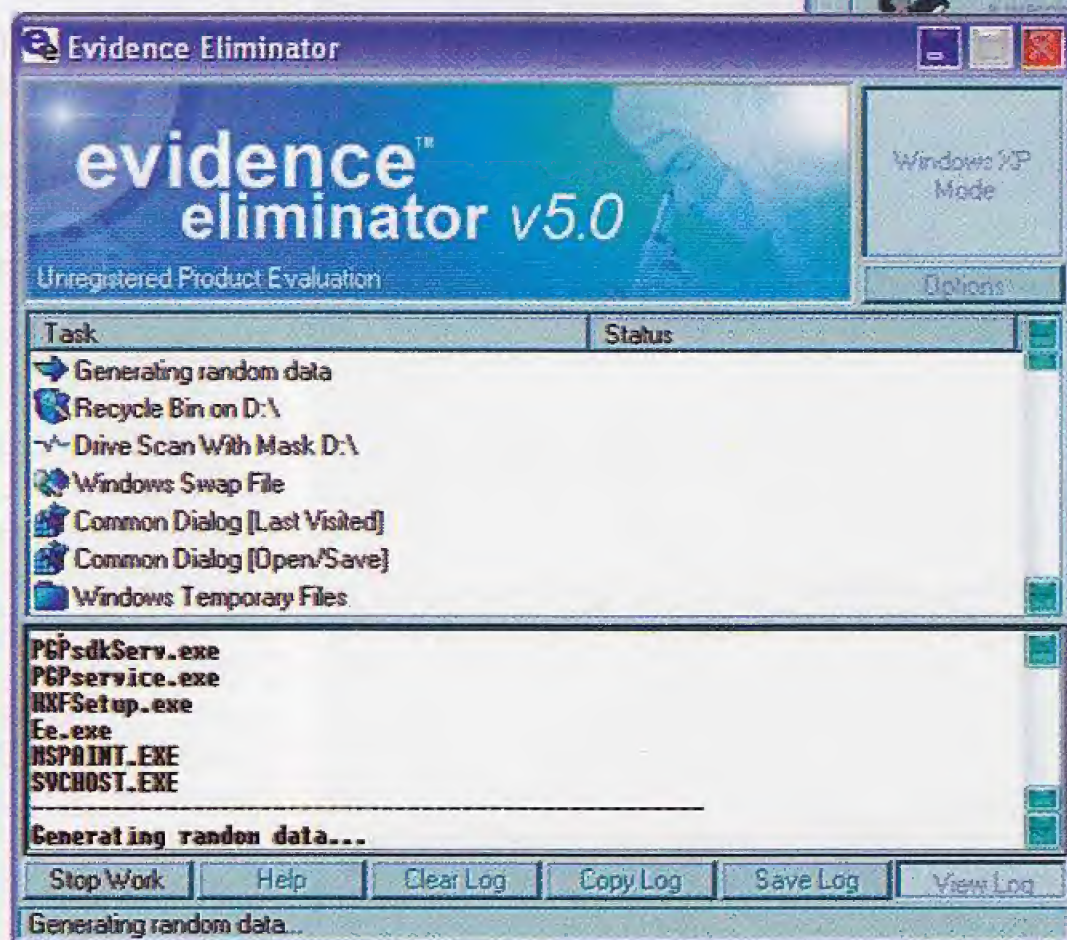 Evidence Eliminator
evidence™
eliminator v5.0
Unregistered Product Evaluation
Windows XP
Mode
Options
Task Status
Generating random data
Recycle Bin on D:\
Drive Scan With Mask D:\
Windows Swap File
Common Dialog [Last Visited]
Common Dialog [Open/Save]
Windows Temporary Files
PGPsdkServ.exe
PGPservice.exe
HXFSetup.exe
Ee.exe
MSPAINT.EXE
SVCHOST.EXE
Generating random data...
Stop Work Help Clear Log Copy Log Save Log View Log
Generating random data...